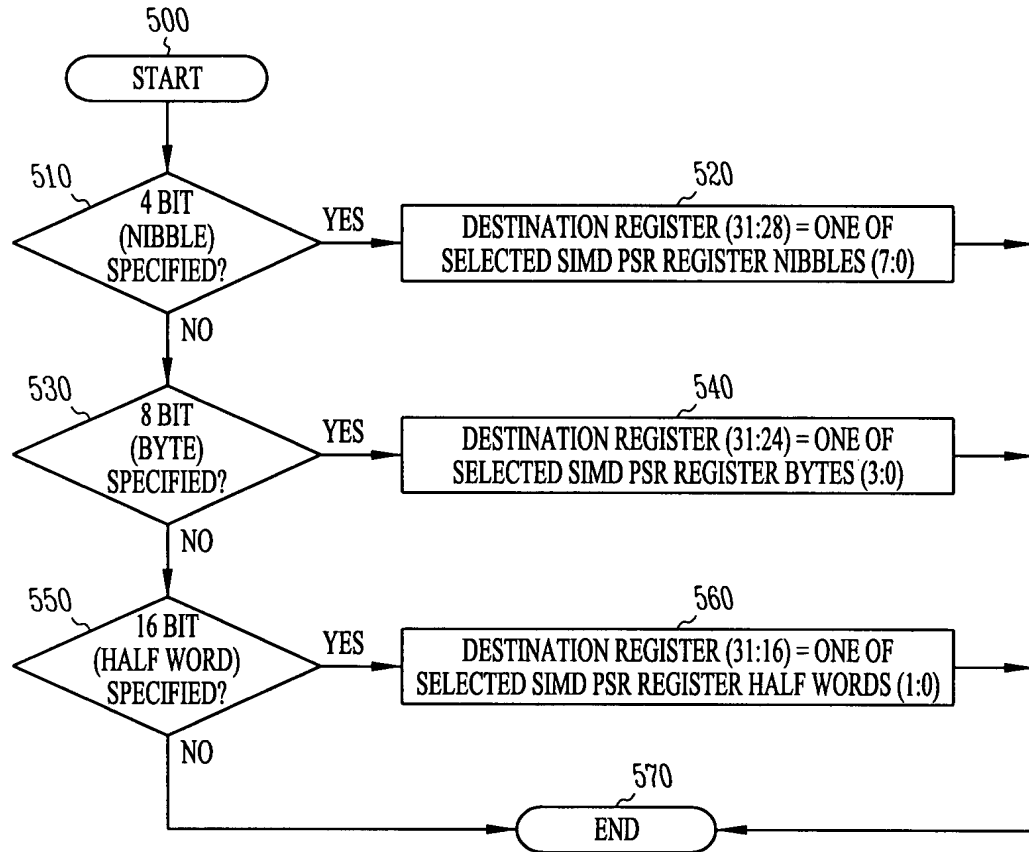 500
START
510
4 BIT
(NIBBLE)
SPECIFIED?
YES
520
DESTINATION REGISTER (31:28) = ONE OF
SELECTED SIMD PSR REGISTER NIBBLES (7:0)
NO
530
8 BIT
(BYTE)
SPECIFIED?
YES
540
DESTINATION REGISTER (31:24) = ONE OF
SELECTED SIMD PSR REGISTER BYTES (3:0)
NO
550
16 BIT
(HALF WORD)
SPECIFIED?
YES
560
DESTINATION REGISTER (31:16) = ONE OF
SELECTED SIMD PSR REGISTER HALF WORDS (1:0)
NO
570
END